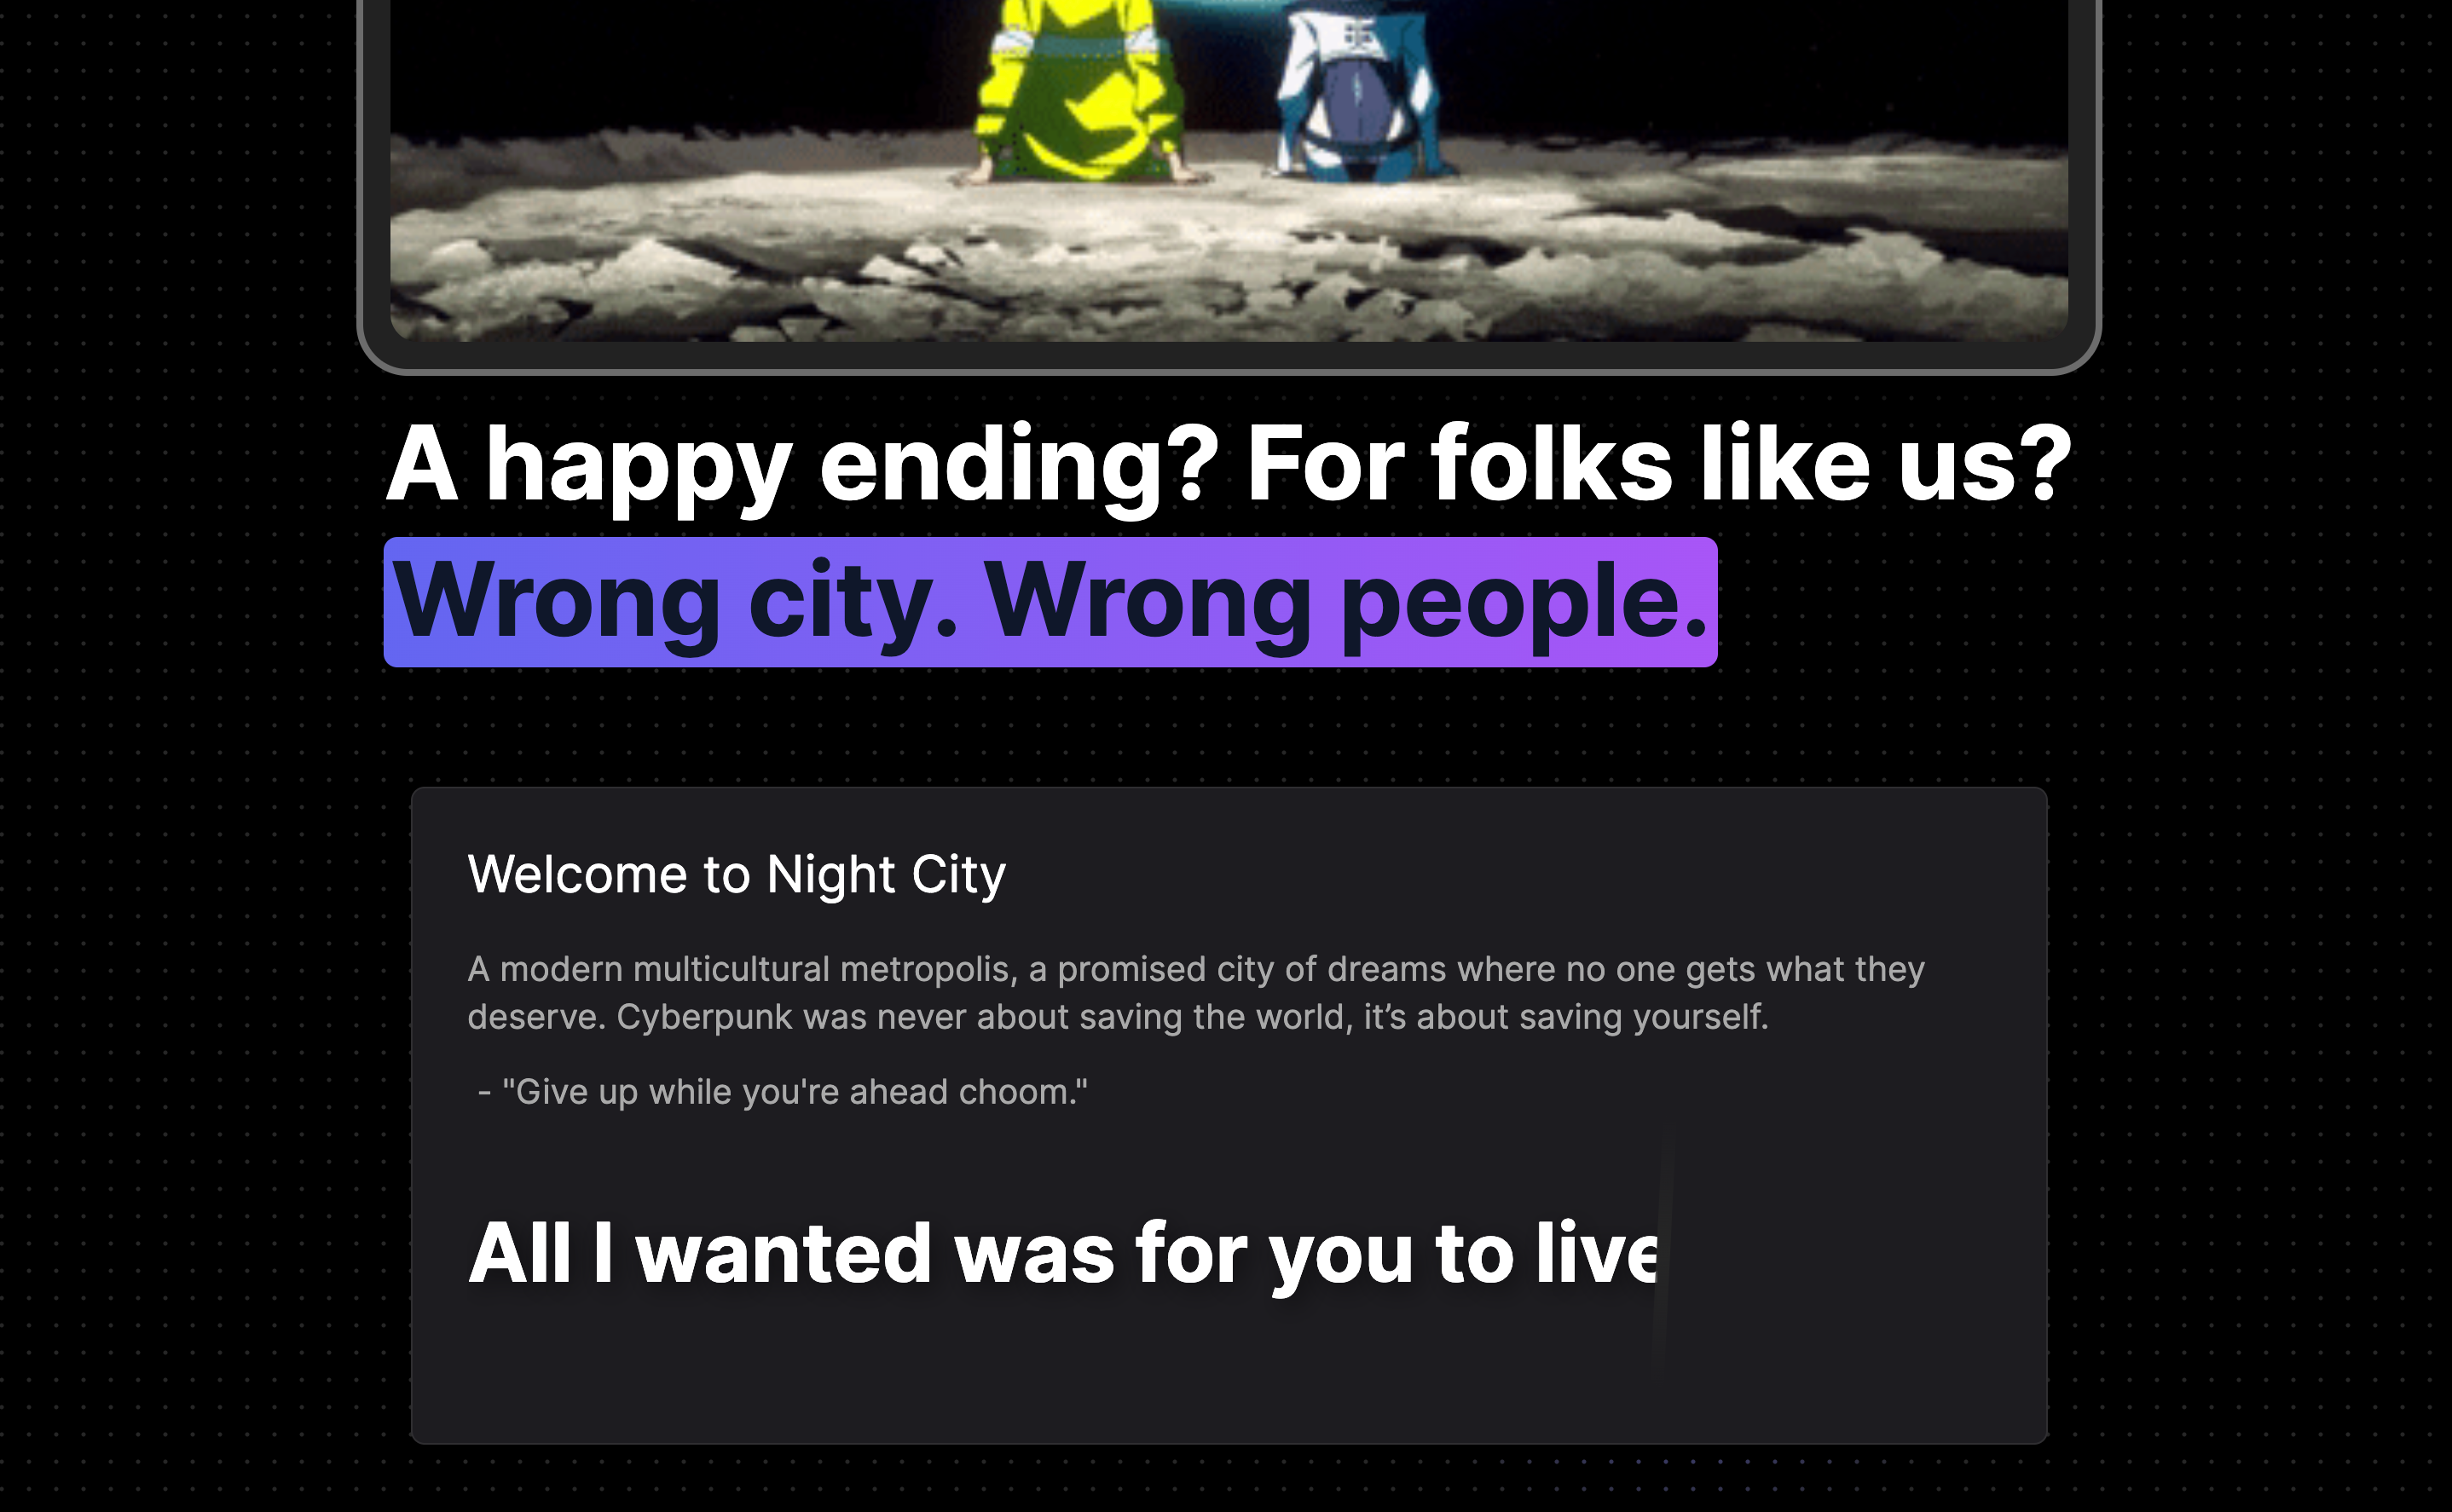 A happy ending? For folks like us?
Wrong city. Wrong people.
Welcome to Night City
A modern multicultural metropolis, a promised city of dreams where no one gets what they
deserve. Cyberpunk was never about saving the world, it’s about saving yourself.
- "Give up while you're ahead choom."
All I wanted was for you to live